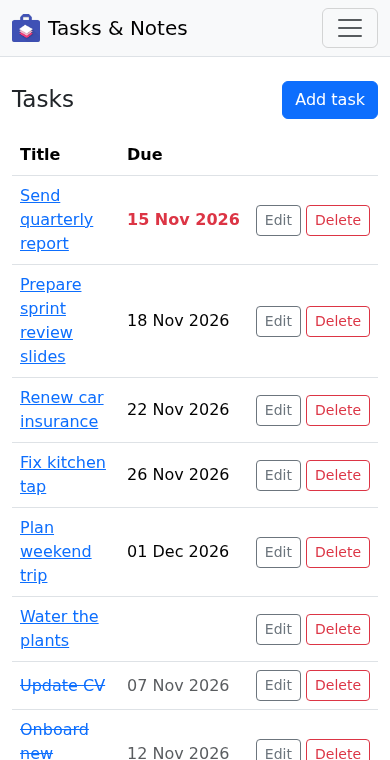 Tasks & Notes
Tasks
Add task
Title Due
Send quarterly report 15 Nov 2026 Edit Delete
Prepare sprint review slides 18 Nov 2026 Edit Delete
Renew car insurance 22 Nov 2026 Edit Delete
Fix kitchen tap 26 Nov 2026 Edit Delete
Plan weekend trip 01 Dec 2026 Edit Delete
Water the plants Edit Delete
Update CV 07 Nov 2026 Edit Delete
Onboard new 12 Nov 2026 Edit Delete